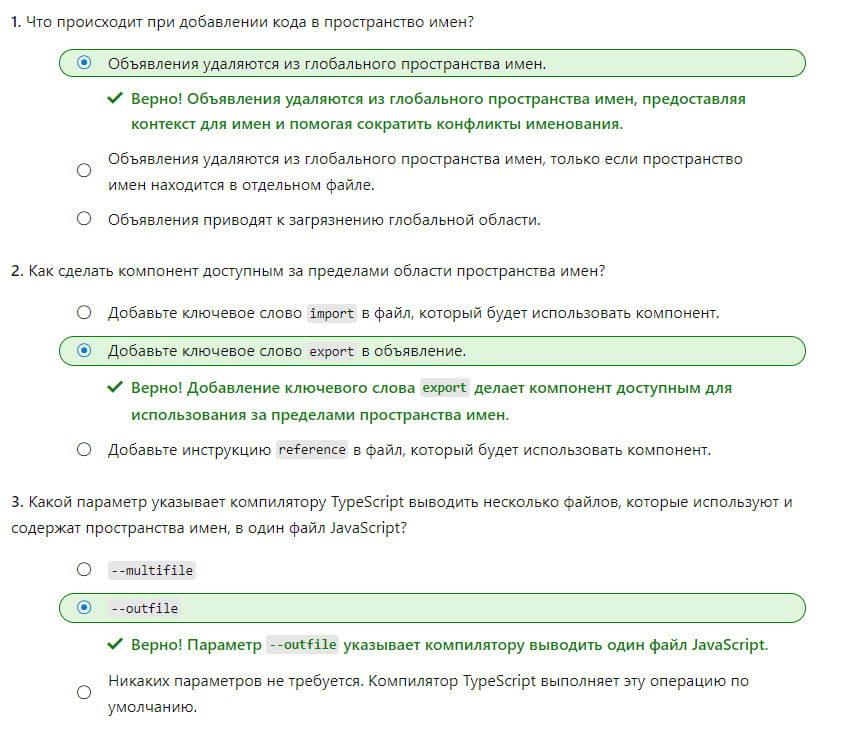 1. Что происходит при добавлении кода в пространство имен?
Объявления удаляются из глобального пространства имен.
Верно! Объявления удаляются из глобального пространства имен, предоставляя
контекст для имен и помогая сократить конфликты именования.
Объявления удаляются из глобального пространства имен, только если пространство
имен находится в отдельном файле.
Объявления приводят к загрязнению глобальной области.
2. Как сделать компонент доступным за пределами области пространства имен?
Добавьте ключевое слово import в файл, который будет использовать компонент.
Добавьте ключевое слово export в объявление.
Верно! Добавление ключевого слова export делает компонент доступным для
использования за пределами пространства имен.
Добавьте инструкцию reference в файл, который будет использовать компонент.
3. Какой параметр указывает компилятору TypeScript выводить несколько файлов, которые используют и
содержат пространства имен, в один файл JavaScript?
--multifile
--outfile
Верно! Параметр --outfile указывает компилятору выводить один файл JavaScript.
Никаких параметров не требуется. Компилятор TypeScript выполняет эту операцию по
умолчанию.